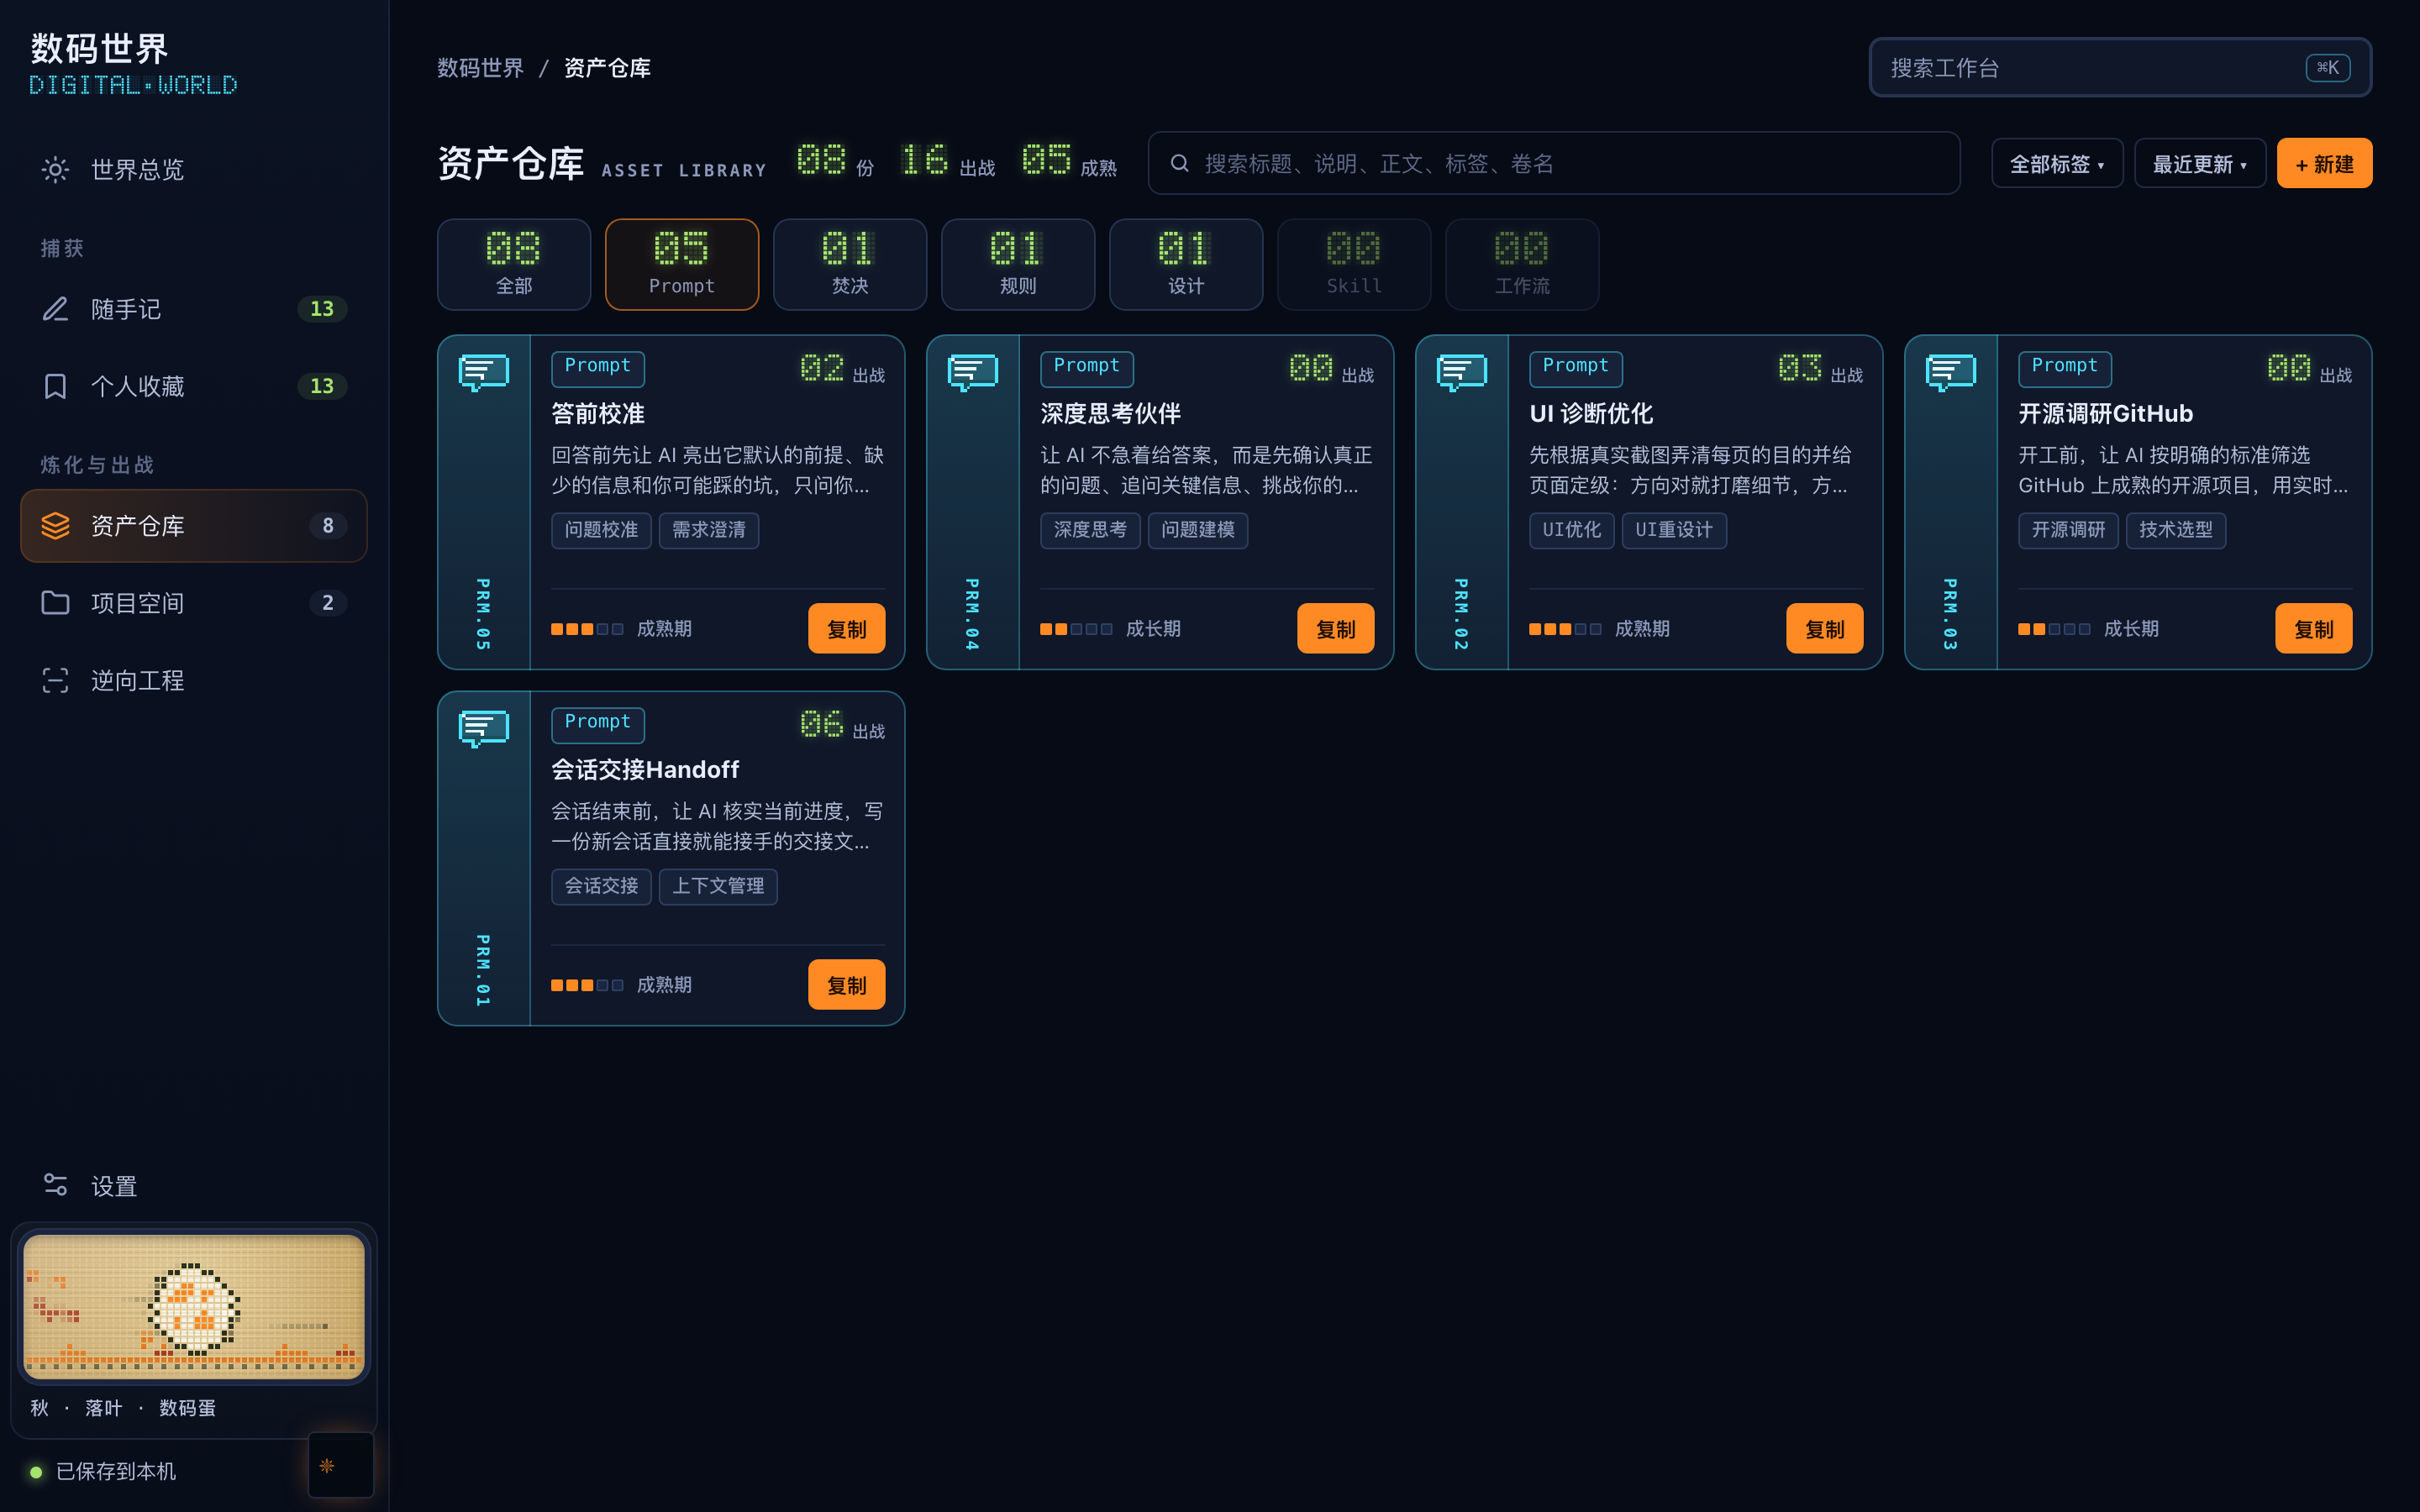 数码世界
DIGITAL·WORLD
世界总览
捕获
随手记 13
个人收藏 13
炼化与出战
资产仓库 8
项目空间 2
逆向工程
设置
秋 · 落叶 · 数码蛋
已保存到本机
数码世界 / 资产仓库
搜索工作台 ⌘K
资产仓库 ASSET LIBRARY 08 份 16 出战 05 成熟
搜索标题、说明、正文、标签、卷名
全部标签 ▾
最近更新 ▾
+ 新建
08 全部
05 Prompt
01 焚决
01 规则
01 设计
00 Skill
00 工作流
Prompt 02 出战
答前校准
回答前先让 AI 亮出它默认的前提、缺
少的信息和你可能踩的坑，只问你...
问题校准 需求澄清
PRM.05
成熟期 复制
Prompt 00 出战
深度思考伙伴
让 AI 不急着给答案，而是先确认真正
的问题、追问关键信息、挑战你的...
深度思考 问题建模
PRM.04
成长期 复制
Prompt 03 出战
UI 诊断优化
先根据真实截图弄清每页的目的并给
页面定级：方向对就打磨细节，方...
UI优化 UI重设计
PRM.02
成熟期 复制
Prompt 00 出战
开源调研GitHub
开工前，让 AI 按明确的标准筛选
GitHub 上成熟的开源项目，用实时...
开源调研 技术选型
PRM.03
成长期 复制
Prompt 06 出战
会话交接Handoff
会话结束前，让 AI 核实当前进度，写
一份新会话直接就能接手的交接文...
会话交接 上下文管理
PRM.01
成熟期 复制